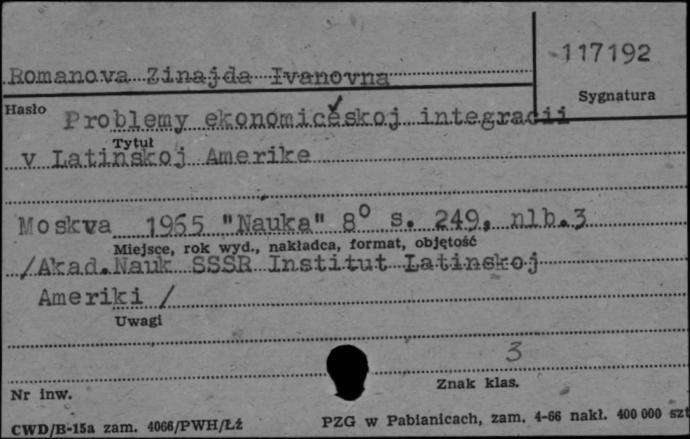 117192
Romanova Zinajda Ivanovna
Sygnatura
Hasło
Problemy ekonomičeskoj integracii
Tytuł
v Latinskoj Amerike
Moskva 1965 "Nauka" 8° s. 249, nlb.3
Miejsce, rok wyd., nakładca, format, objętość
/Akad.Nauk SSSR Institut Latinskoj
Ameriki /
Uwagi
3
Znak klas.
Nr inw.
CWD/B-15a zam. 4066/PWH/Łź
PZG w Pabianicach, zam. 4-66 nakł. 400 000 szt